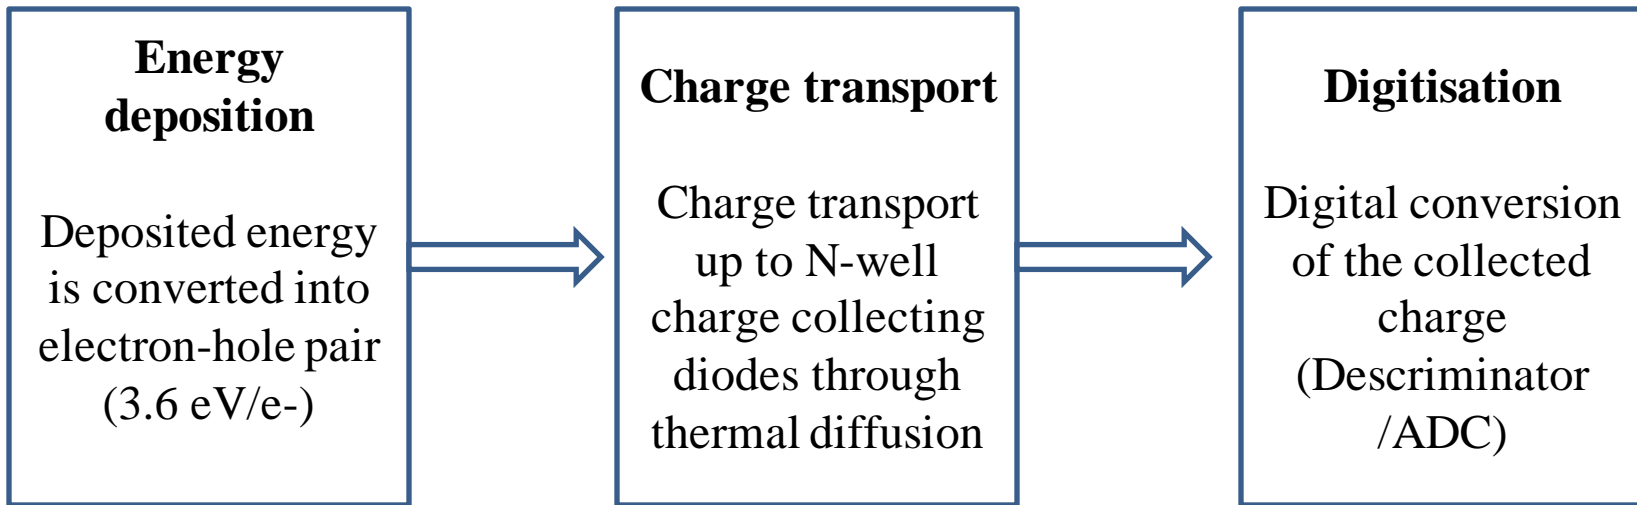 Energy
deposition
Deposited energy
is converted into
electron-hole pair
(3.6 eV/e-)
Charge transport
Charge transport
up to N-well
charge collecting
diodes through
thermal diffusion
Digitisation
Digital conversion
of the collected
charge
(Descriminator
/ADC)